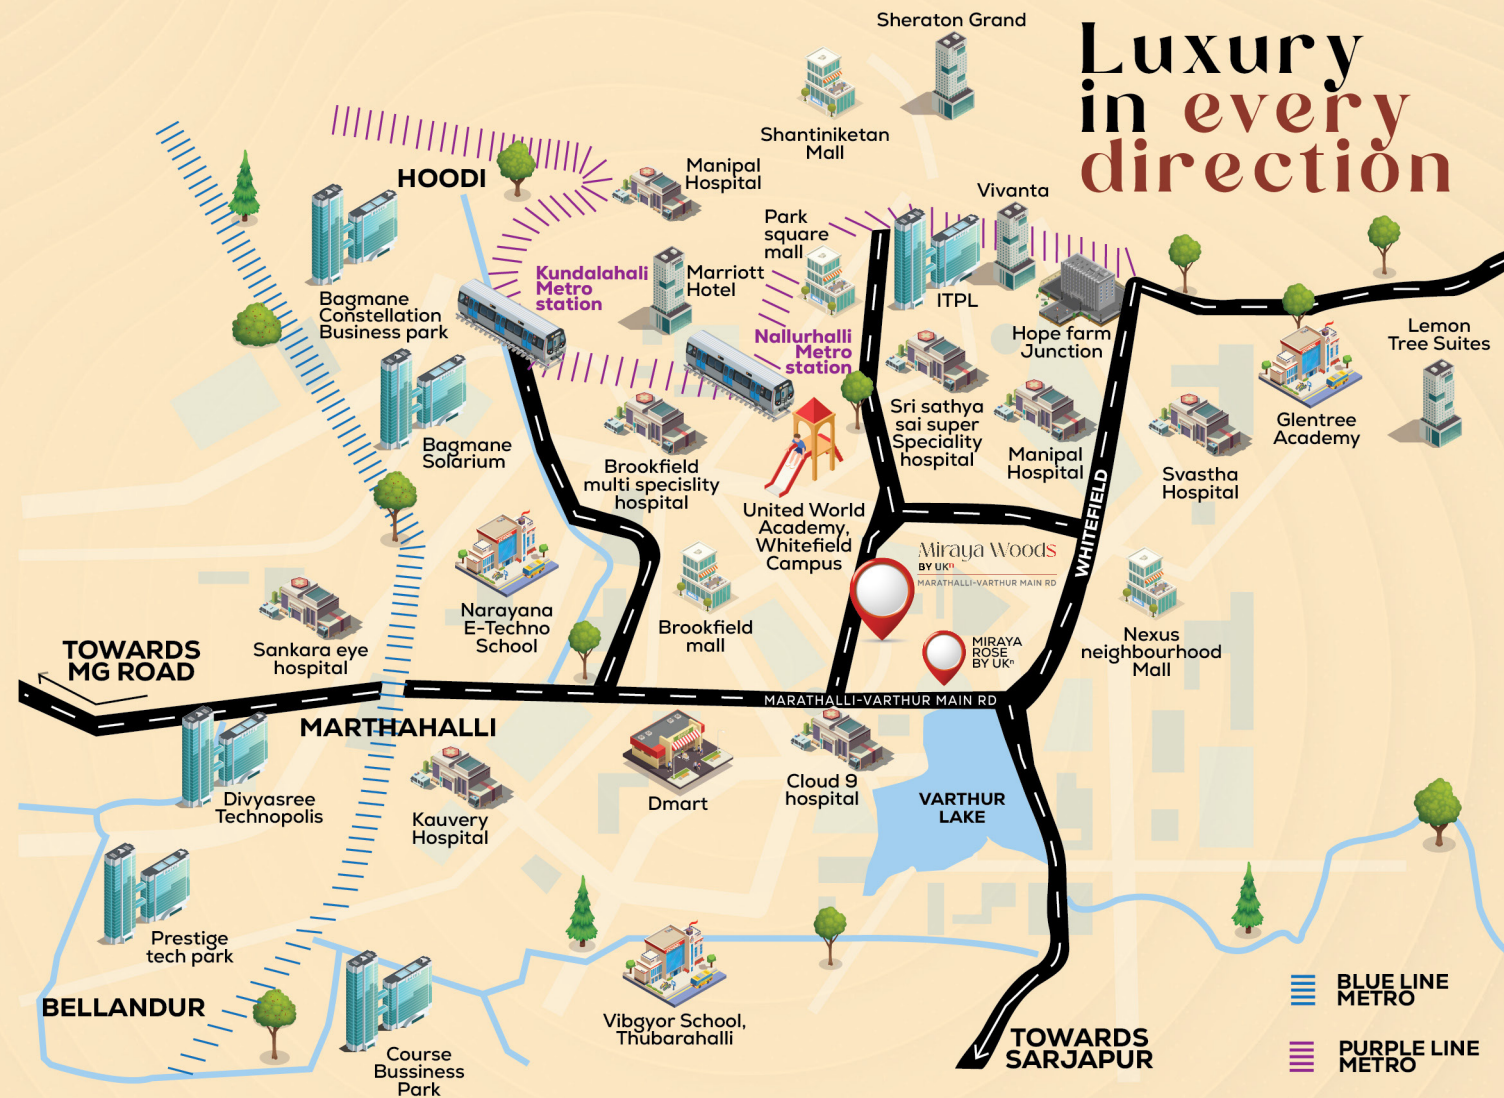 Sheraton Grand
Luxury
in every
direction
Shantiniketan
Mall
HOODI
Manipal
Hospital
Vivanta
Park
square
mall
Kundalahali
Metro
station
Marriott
Hotel
ITPL
Bagmane
Constellation
Business park
Nallurhalli
Metro
station
Hope farm
Junction
Lemon
Tree Suites
Glentree
Academy
Bagmane
Solarium
Brookfield
multi specislity
hospital
Sri sathya
sai super
Speciality
hospital
Manipal
Hospital
Svastha
Hospital
United World
Academy,
Whitefield
Campus
WHITEFIELD
Miraya Woods
BY UKⁿ
MARATHALLI-VARTHUR MAIN RD
Narayana
E-Techno
School
Brookfield
mall
MIRAYA
ROSE
BY UKⁿ
Nexus
neighbourhood
Mall
Sankara eye
hospital
TOWARDS
MG ROAD
MARATHALLI-VARTHUR MAIN RD
MARTHAHALLI
Divyasree
Technopolis
Kauvery
Hospital
Dmart
Cloud 9
hospital
VARTHUR
LAKE
Prestige
tech park
BELLANDUR
Vibgyor School,
Thubarahalli
Course
Bussiness
Park
TOWARDS
SARJAPUR
BLUE LINE
METRO
PURPLE LINE
METRO